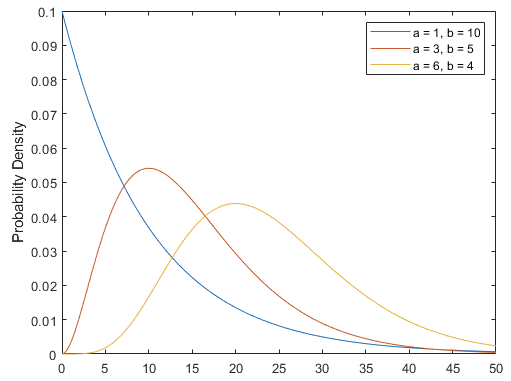 0.1
0.09
0.08
0.07
0.06
0.05
0.04
0.03
0.02
0.01
0
Probability Density
a = 1, b = 10
a = 3, b = 5
a = 6, b = 4
0 5 10 15 20 25 30 35 40 45 50